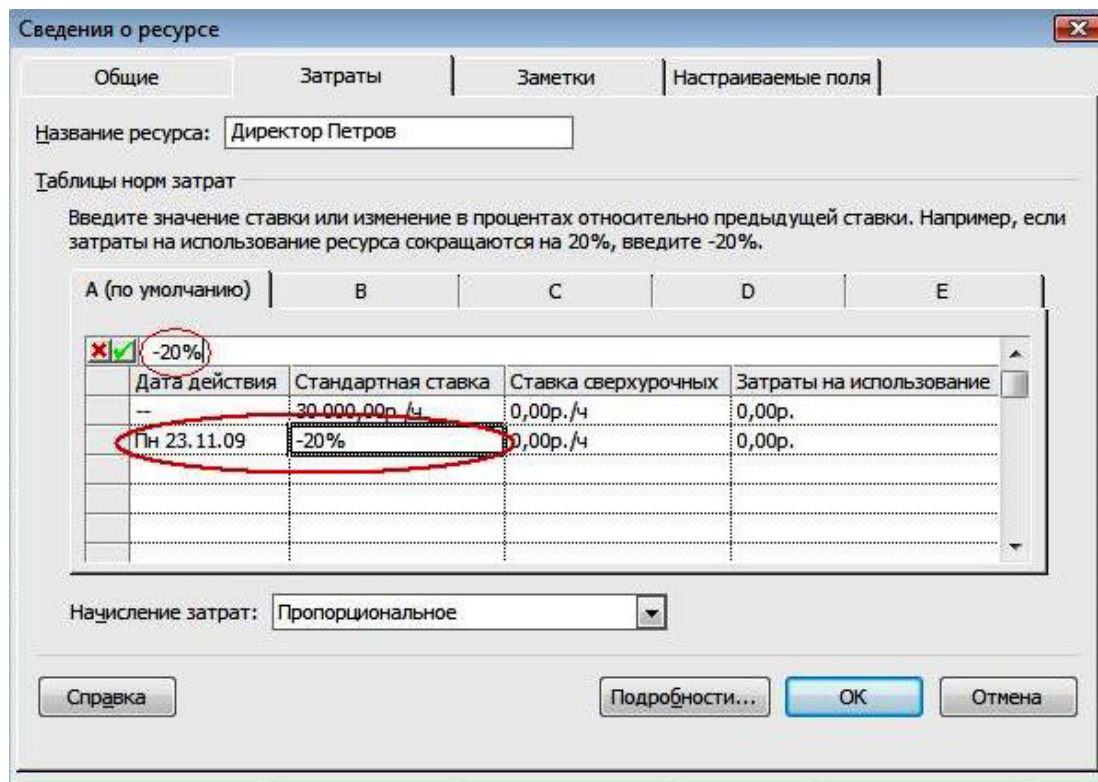 Сведения о ресурсе
Общие Затраты Заметки Настраиваемые поля
Название ресурса: Директор Петров
Таблицы норм затрат
Введите значение ставки или изменение в процентах относительно предыдущей ставки. Например, если
затраты на использование ресурса сокращаются на 20%, введите -20%.
A (по умолчанию) B C D E
-20%
Дата действия Стандартная ставка Ставка сверхурочных Затраты на использование
-- 30 000,00р./ч 0,00р./ч 0,00р.
Пн 23.11.09 -20% 0,00р./ч 0,00р.
Начисление затрат: Пропорциональное
Справка Подробности... ОК Отмена